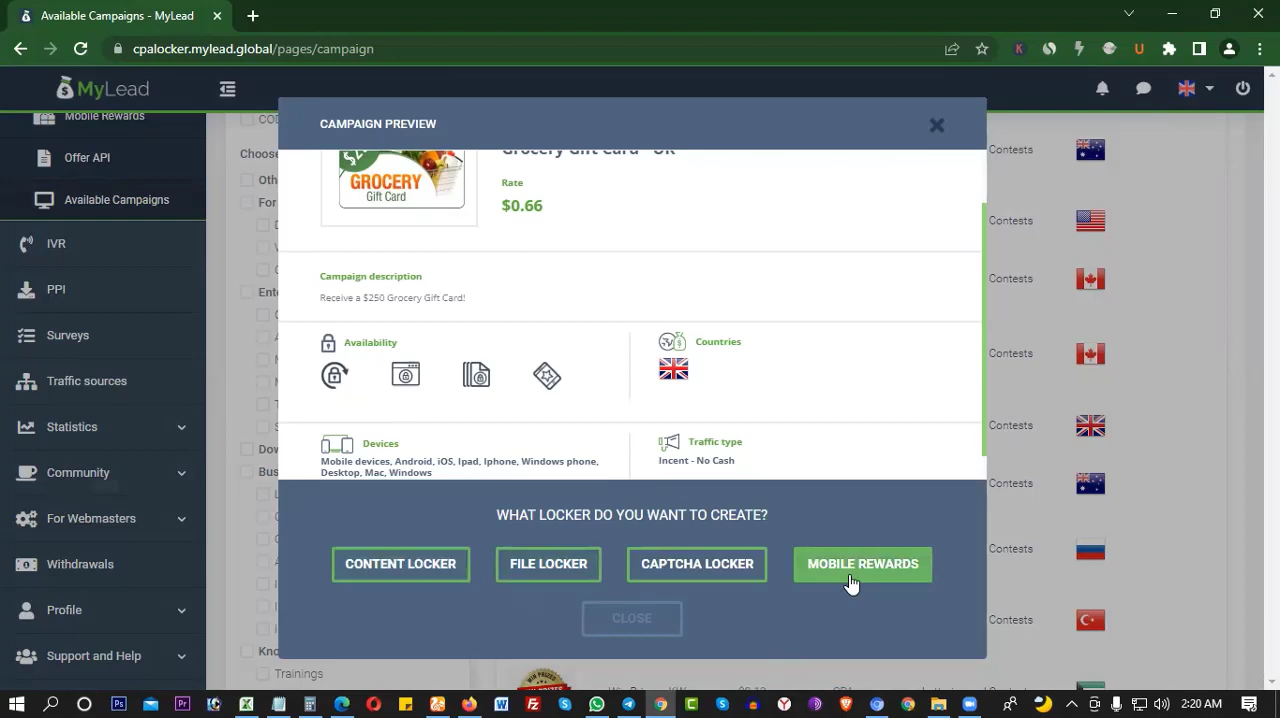 Available Campaigns - MyLead
cpalocker.mylead.global/pages/campaign
MyLead
Mobile Rewards
Offer API
Available Campaigns
IVR
PPI
Surveys
Traffic sources
Statistics
Community
For Webmasters
Withdrawals
Profile
Support and Help
Choose
Trainings
CAMPAIGN PREVIEW
GROCERY
Gift Card
Grocery Gift Card - UK
Rate
$0.66
Campaign description
Receive a $250 Grocery Gift Card!
Availability
Countries
Devices
Mobile devices, Android, iOS, Ipad, Iphone, Windows phone,
Desktop, Mac, Windows
Traffic type
Incent - No Cash
WHAT LOCKER DO YOU WANT TO CREATE?
CONTENT LOCKER
FILE LOCKER
CAPTCHA LOCKER
MOBILE REWARDS
CLOSE
Contests
Contests
Contests
Contests
Contests
Contests
Contests
Contests
2:20 AM